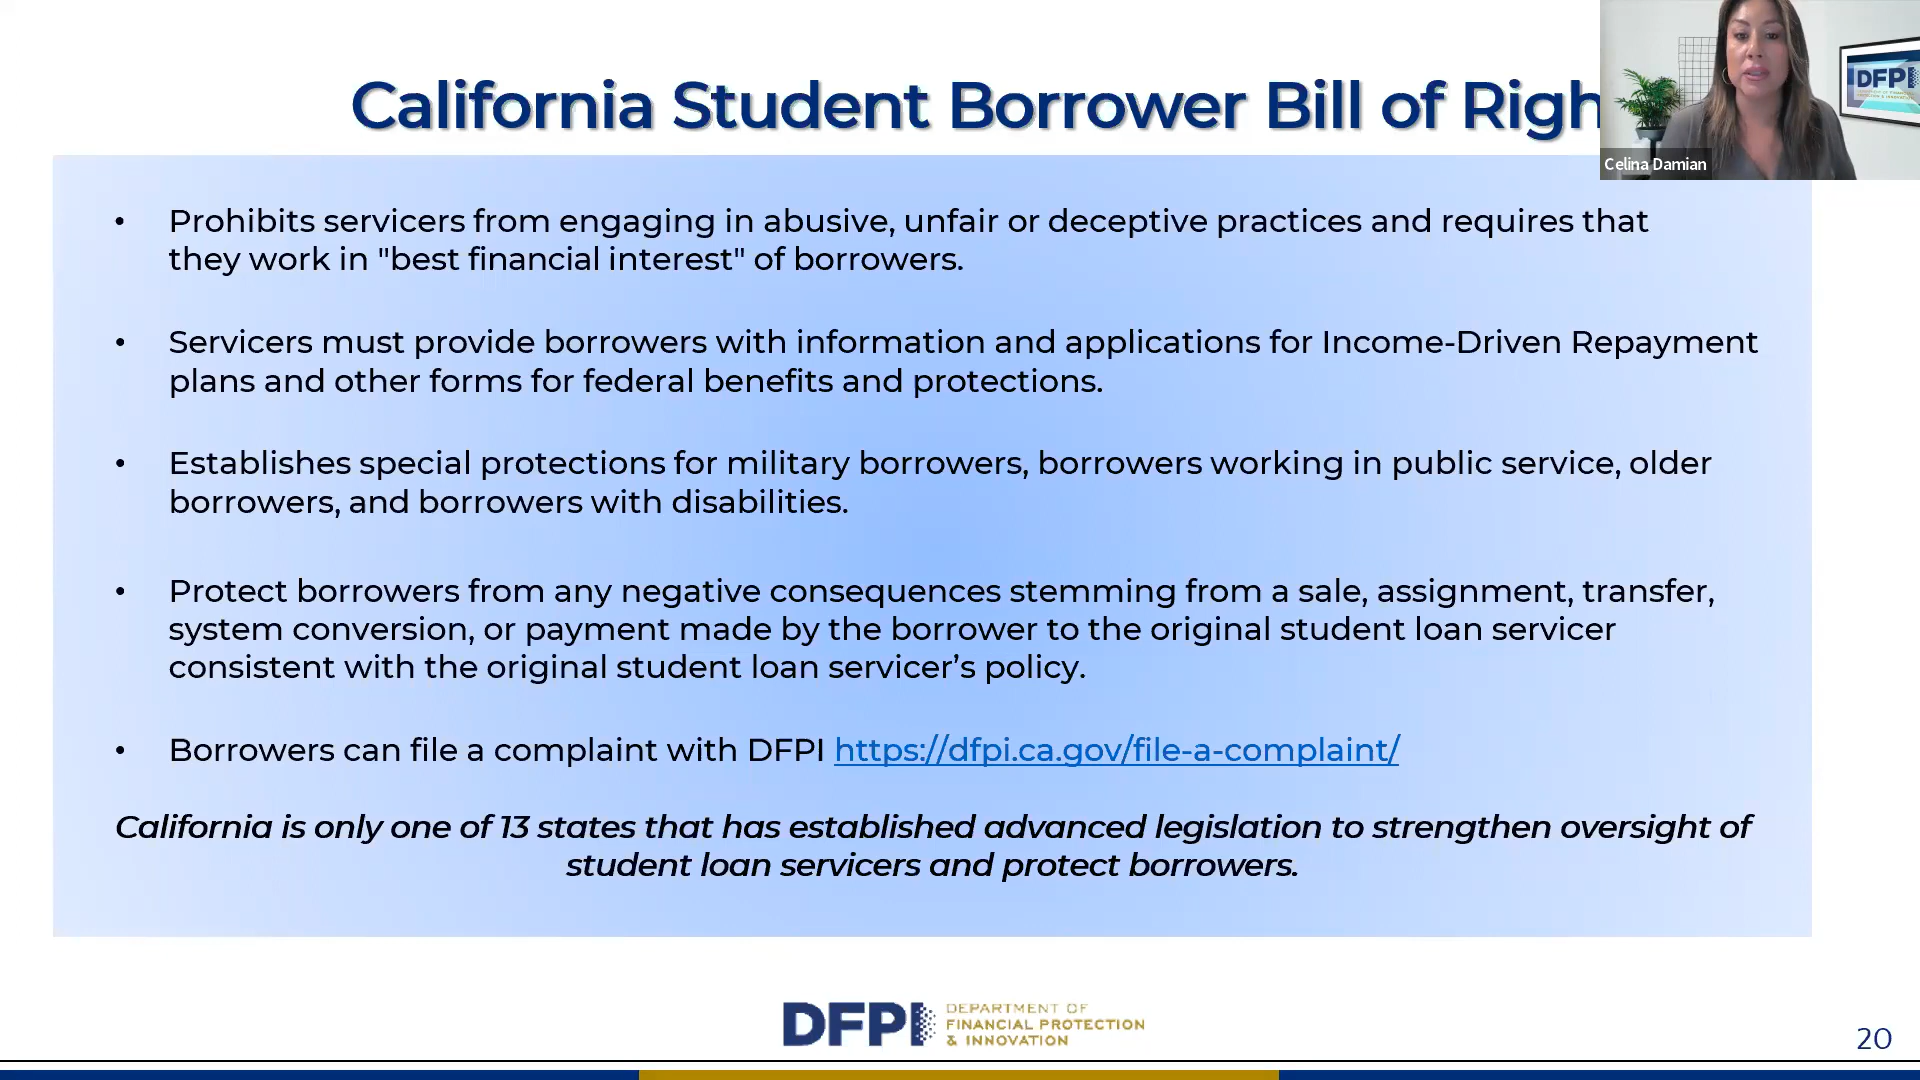 California Student Borrower Bill of Righ
DFPI
Celina Damian
• Prohibits servicers from engaging in abusive, unfair or deceptive practices and requires that
they work in "best financial interest" of borrowers.
• Servicers must provide borrowers with information and applications for Income-Driven Repayment
plans and other forms for federal benefits and protections.
• Establishes special protections for military borrowers, borrowers working in public service, older
borrowers, and borrowers with disabilities.
• Protect borrowers from any negative consequences stemming from a sale, assignment, transfer,
system conversion, or payment made by the borrower to the original student loan servicer
consistent with the original student loan servicer’s policy.
• Borrowers can file a complaint with DFPI https://dfpi.ca.gov/file-a-complaint/
California is only one of 13 states that has established advanced legislation to strengthen oversight of
student loan servicers and protect borrowers.
DFPI
DEPARTMENT OF
FINANCIAL PROTECTION
& INNOVATION
20